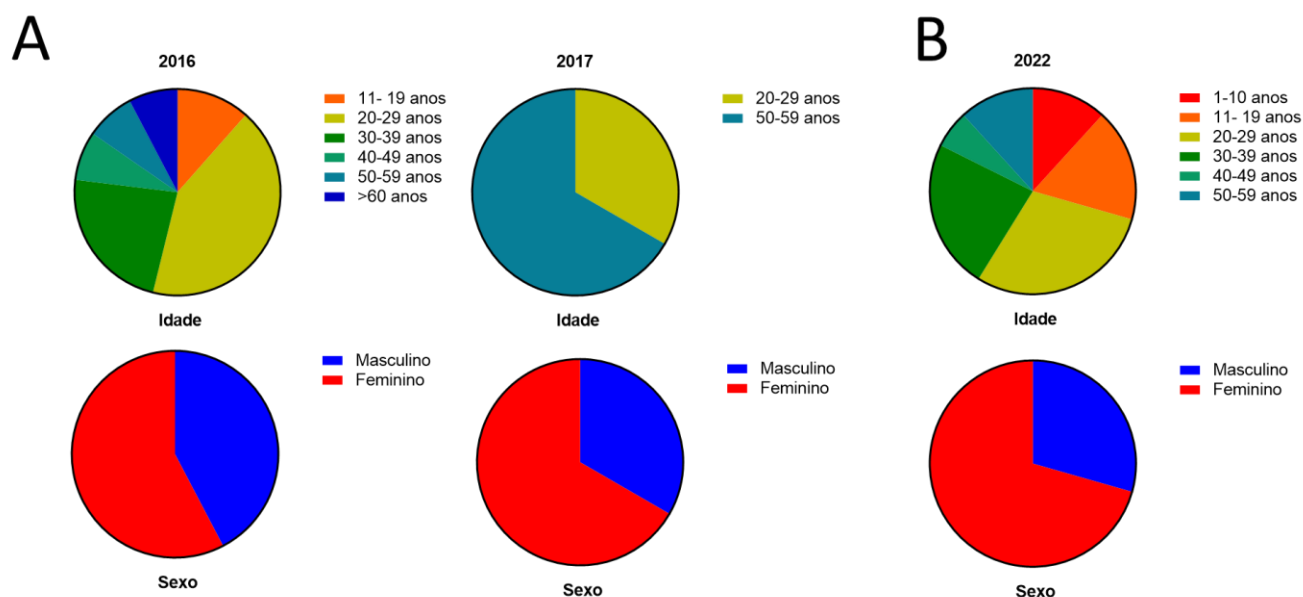 A
2016
11- 19 anos
20-29 anos
30-39 anos
40-49 anos
50-59 anos
>60 anos
Idade
2017
20-29 anos
50-59 anos
Idade
B
2022
1-10 anos
11- 19 anos
20-29 anos
30-39 anos
40-49 anos
50-59 anos
Idade
Masculino
Feminino
Sexo
Masculino
Feminino
Sexo
Masculino
Feminino
Sexo